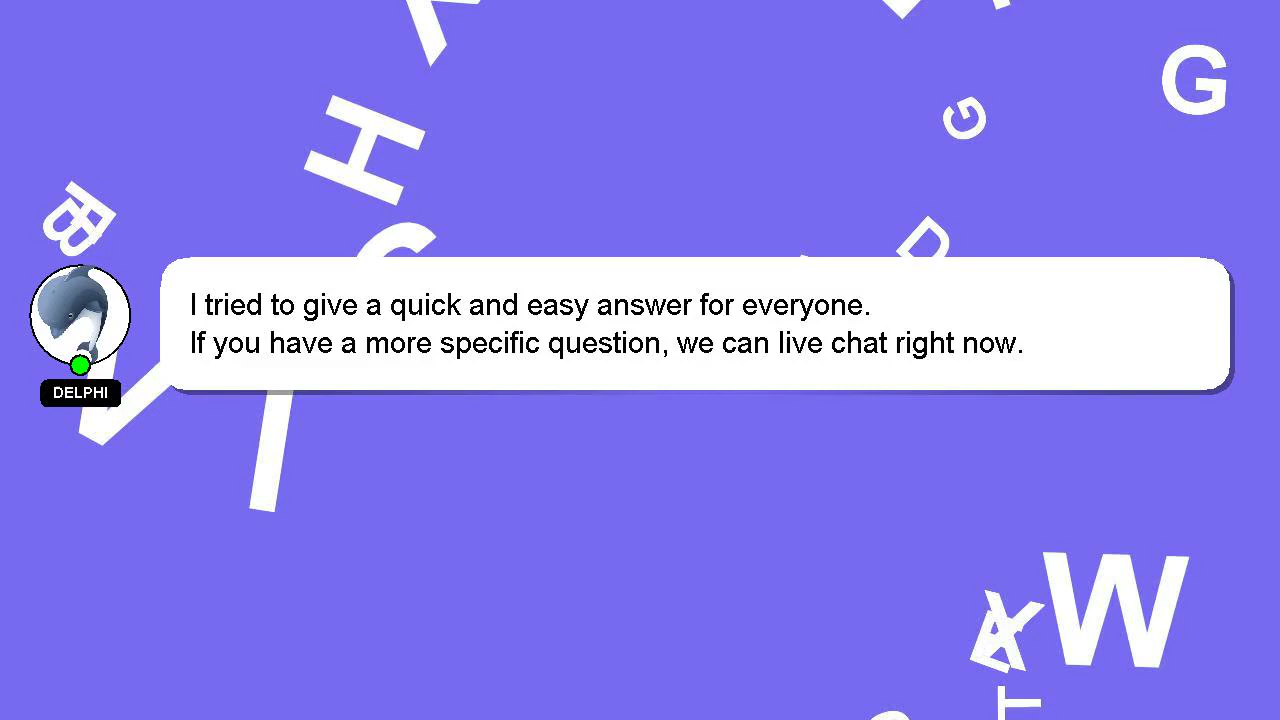 G
G
H
B
D
I tried to give a quick and easy answer for everyone.
If you have a more specific question, we can live chat right now.
DELPHI
W
T